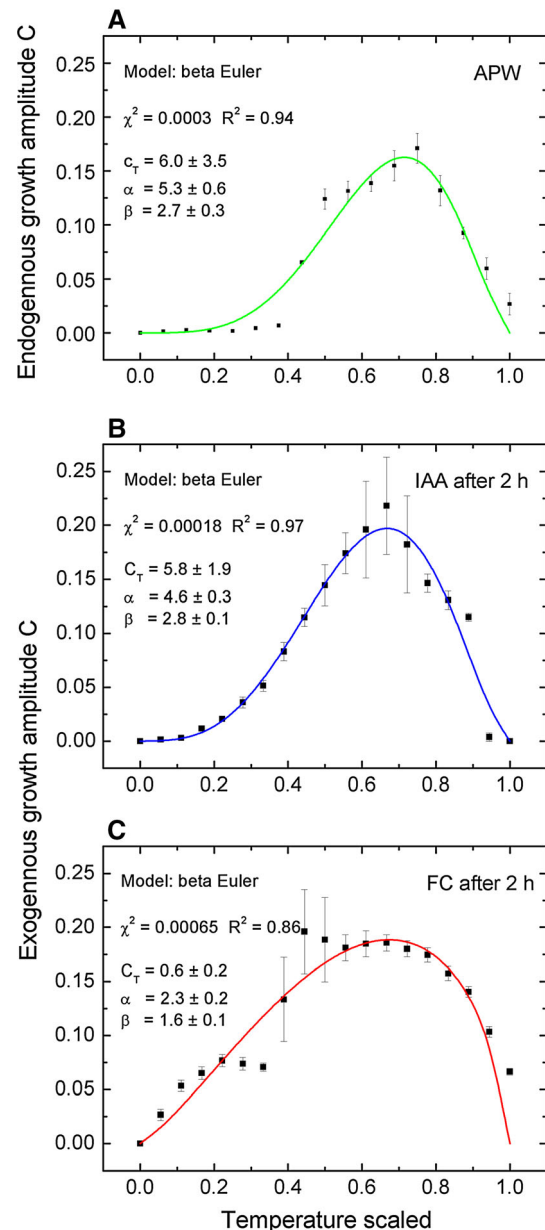 A
Endogennous growth amplitude C
0.25
0.20
0.15
0.10
0.05
0.00
Model: beta Euler
APW
χ² = 0.0003 R² = 0.94
c_T = 6.0 ± 3.5
α = 5.3 ± 0.6
β = 2.7 ± 0.3
0.0 0.2 0.4 0.6 0.8 1.0
B
Exogennous growth amplitude C
0.25
0.20
0.15
0.10
0.05
0.00
Model: beta Euler
IAA after 2 h
χ² = 0.00018 R² = 0.97
C_T = 5.8 ± 1.9
α = 4.6 ± 0.3
β = 2.8 ± 0.1
0.0 0.2 0.4 0.6 0.8 1.0
C
0.25
0.20
0.15
0.10
0.05
0.00
Model: beta Euler
FC after 2 h
χ² = 0.00065 R² = 0.86
C_T = 0.6 ± 0.2
α = 2.3 ± 0.2
β = 1.6 ± 0.1
0.0 0.2 0.4 0.6 0.8 1.0
Temperature scaled